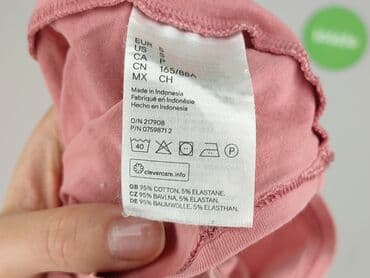 EUR S
US S
CA P
CN 165/88A
MX CH
Made in Indonesia
Fabriqué en Indonésie
Hecho en Indonesia
O/N 217908
P/N 0759871 2
40 P
clevercare.info
GB 95% COTTON, 5% ELASTANE.
CZ 95% BAVLNA, 5% ELASTAN.
DE 95% BAUMWOLLE, 5% ELASTHAN.